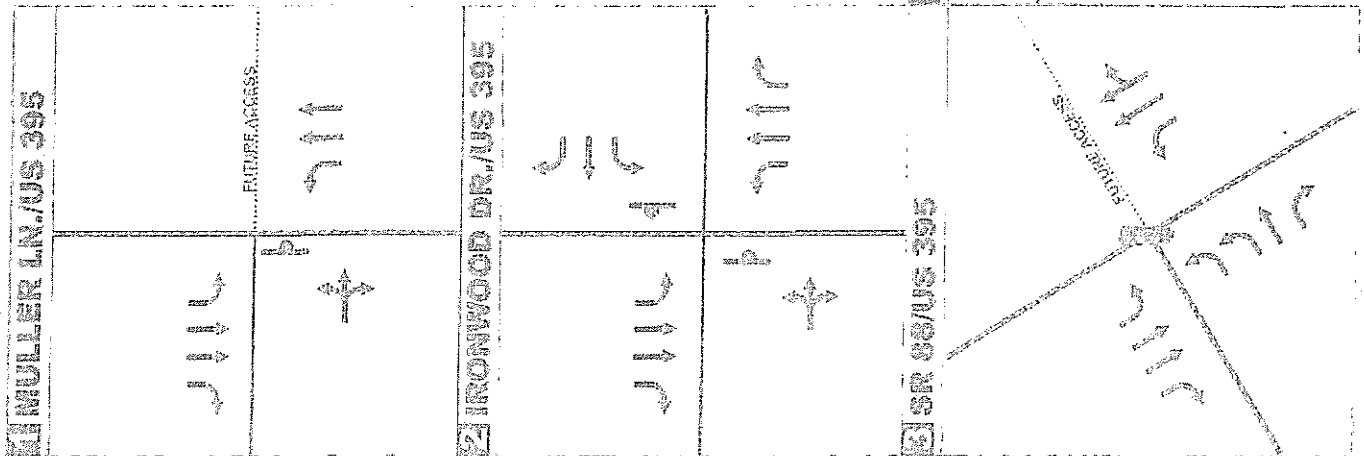 1 MULLER LN./US 395
FUTURE ACCESS
2 IRONWOOD DR./US 395
3 SR 88/US 395
FUTURE ACCESS